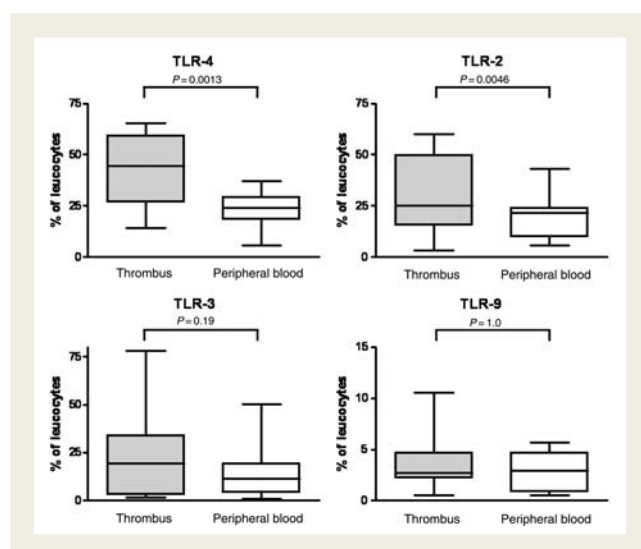 TLR-4
P=0.0013
% of leucocytes
75
50
25
0
Thrombus Peripheral blood
TLR-2
P=0.0046
% of leucocytes
75
50
25
0
Thrombus Peripheral blood
TLR-3
P=0.19
% of leucocytes
75
50
25
0
Thrombus Peripheral blood
TLR-9
P=1.0
% of leucocytes
15
10
5
0
Thrombus Peripheral blood